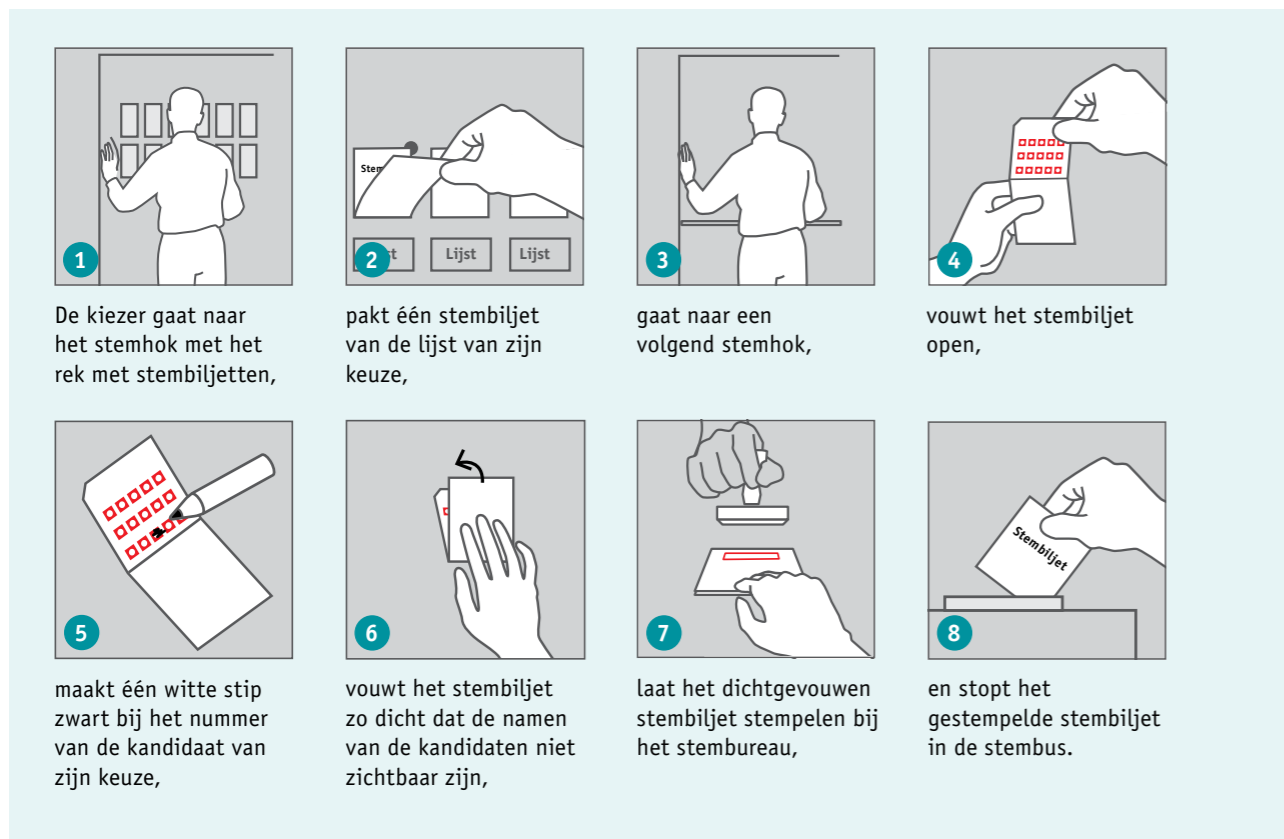 Stem
Lijst
Lijst
1
2
3
4
De kiezer gaat naar
het stemhok met het
rek met stembiljetten,
pakt één stembiljet
van de lijst van zijn
keuze,
gaat naar een
volgend stemhok,
vouwt het stembiljet
open,
Stembiljet
5
6
7
8
maakt één witte stip
zwart bij het nummer
van de kandidaat van
zijn keuze,
vouwt het stembiljet
zo dicht dat de namen
van de kandidaten niet
zichtbaar zijn,
laat het dichtgevouwen
stembiljet stempelen bij
het stembureau,
en stopt het
gestempelde stembiljet
in de stembus.